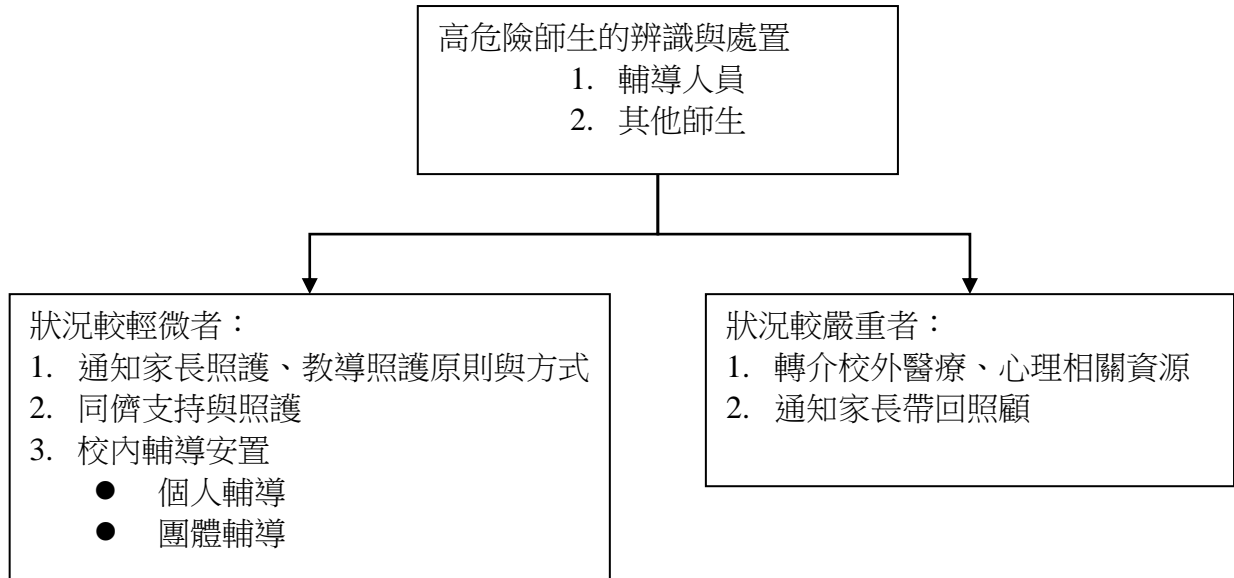 高危險師生的辨識與處置
1. 輔導人員
2. 其他師生
狀況較輕微者：
1. 通知家長照護、教導照護原則與方式
2. 同儕支持與照護
3. 校內輔導安置
● 個人輔導
● 團體輔導
狀況較嚴重者：
1. 轉介校外醫療、心理相關資源
2. 通知家長帶回照顧